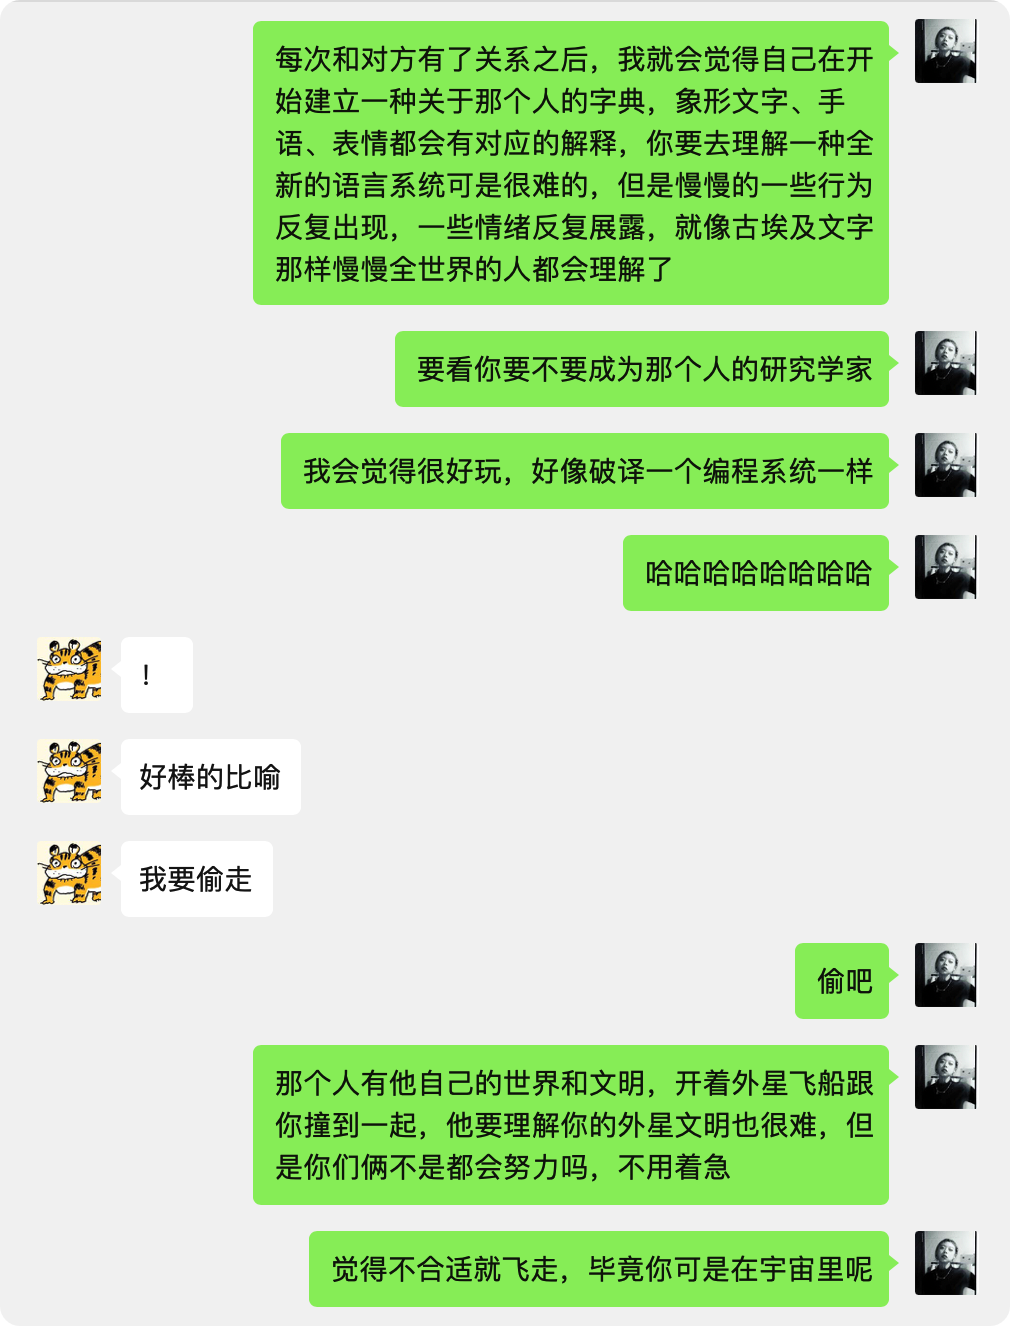 每次和对方有了关系之后，我就会觉得自己在开
始建立一种关于那个人的字典，象形文字、手
语、表情都会有对应的解释，你要去理解一种全
新的语言系统可是很难的，但是慢慢的一些行为
反复出现，一些情绪反复展露，就像古埃及文字
那样慢慢全世界的人都会理解了
要看你要不要成为那个人的研究学家
我会觉得很好玩，好像破译一个编程系统一样
哈哈哈哈哈哈哈哈
！
好棒的比喻
我要偷走
偷吧
那个人有他自己的世界和文明，开着外星飞船跟
你撞到一起，他要理解你的外星文明也很难，但
是你们俩不是都会努力吗，不用着急
觉得不合适就飞走，毕竟你可是在宇宙里呢